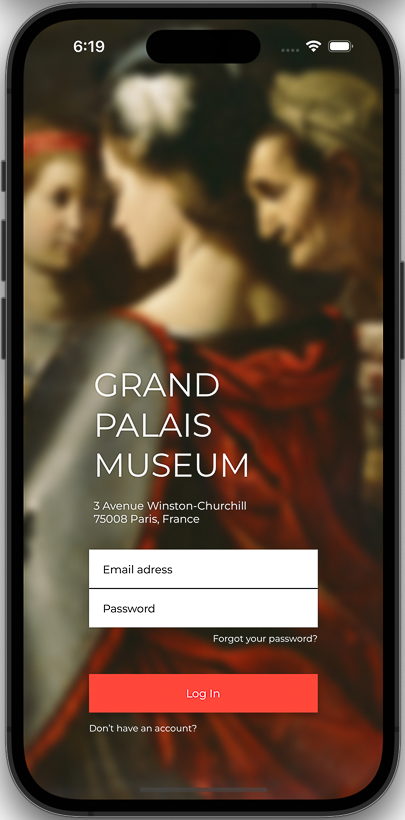 6:19
GRAND
PALAIS
MUSEUM
3 Avenue Winston-Churchill
75008 Paris, France
Email adress
Password
Forgot your password?
Log In
Don't have an account?